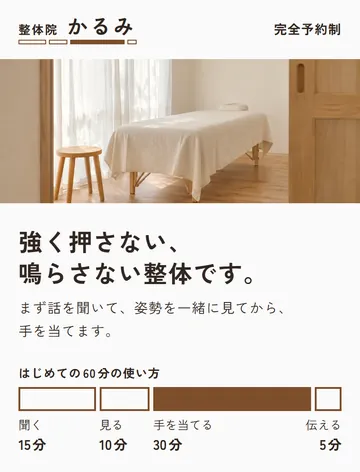 整体院 かるみ
完全予約制
強く押さない、
鳴らさない整体です。
まず話を聞いて、姿勢を一緒に見てから、
手を当てます。
はじめての60分の使い方
聞く 見る 手を当てる 伝える
15分 10分 30分 5分